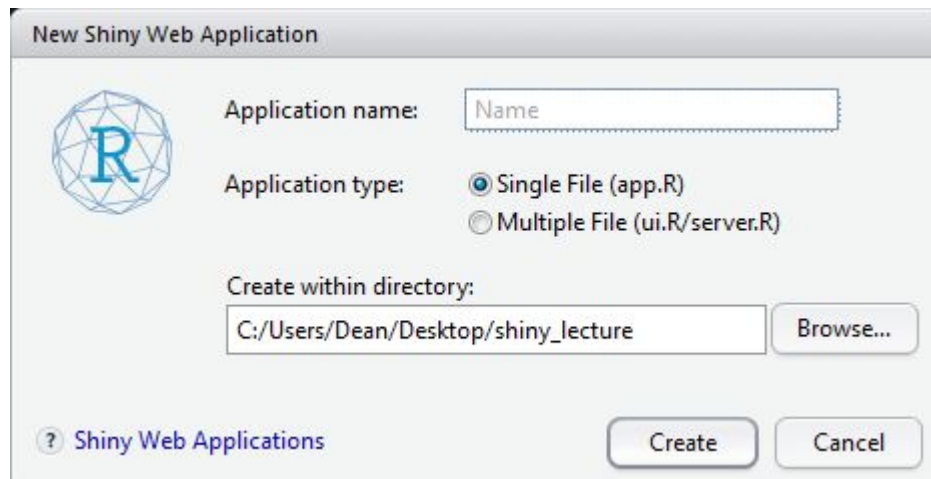 New Shiny Web Application
R
Application name:
Name
Application type:
Single File (app.R)
Multiple File (ui.R/server.R)
Create within directory:
C:/Users/Dean/Desktop/shiny_lecture
Browse...
? Shiny Web Applications
Create
Cancel